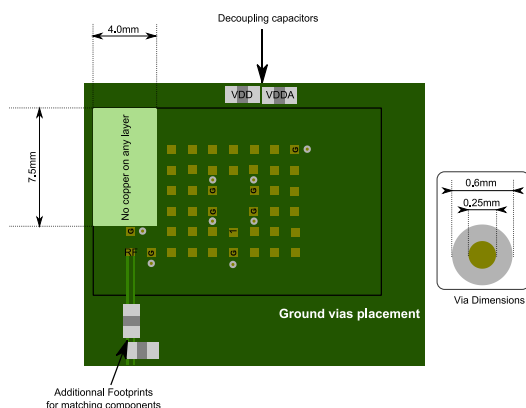 Decoupling capacitors
4.0mm
VDD VDDA
7.5mm
No copper on any layer
G
G G
G G
G 1
RF G G
0.6mm
0.25mm
Via Dimensions
Ground vias placement
Additionnal Footprints
for matching components